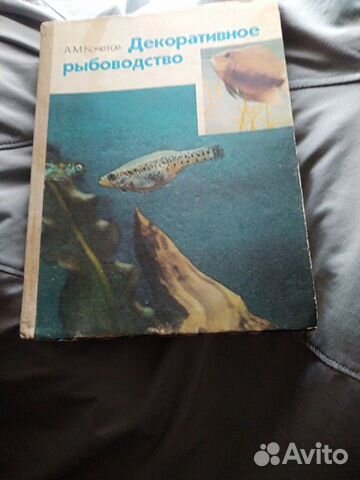 А.М.Кочетов Декоративное
рыбоводство
Avito